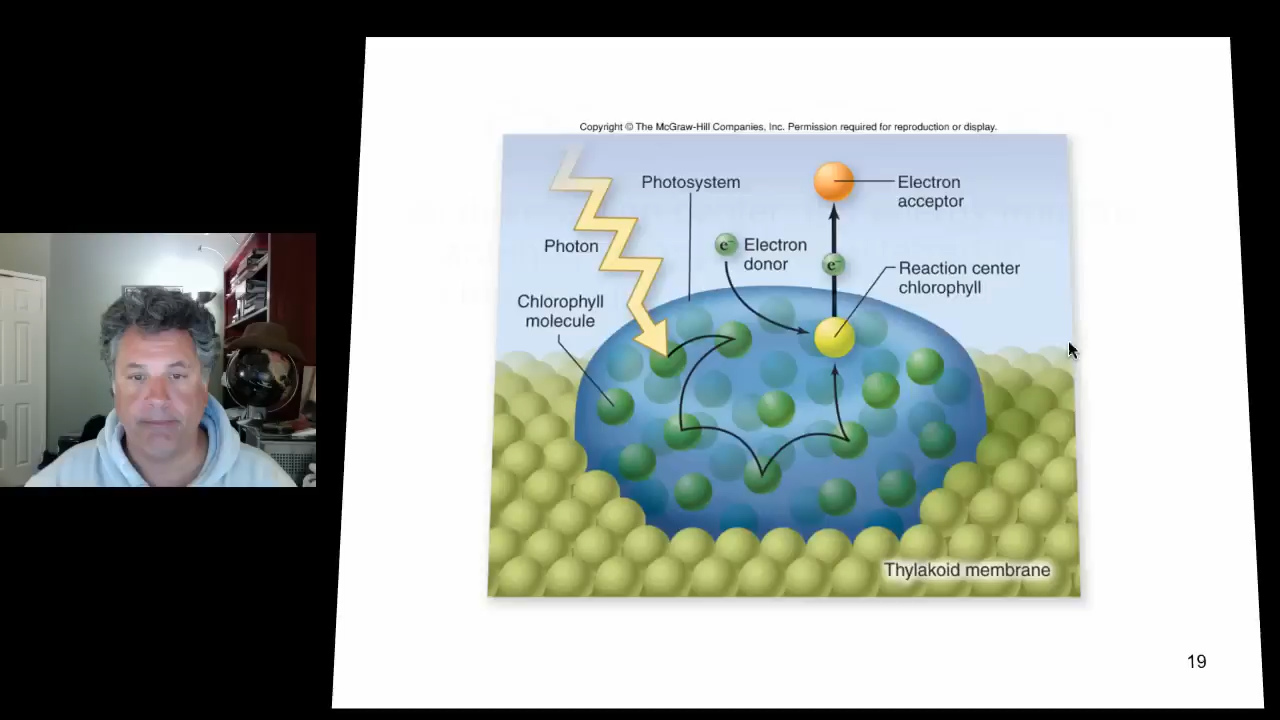 Copyright © The McGraw-Hill Companies, Inc. Permission required for reproduction or display.
Photosystem
Electron
acceptor
Photon
e⁻
Electron
donor
e⁻
Reaction center
chlorophyll
Chlorophyll
molecule
Thylakoid membrane
19